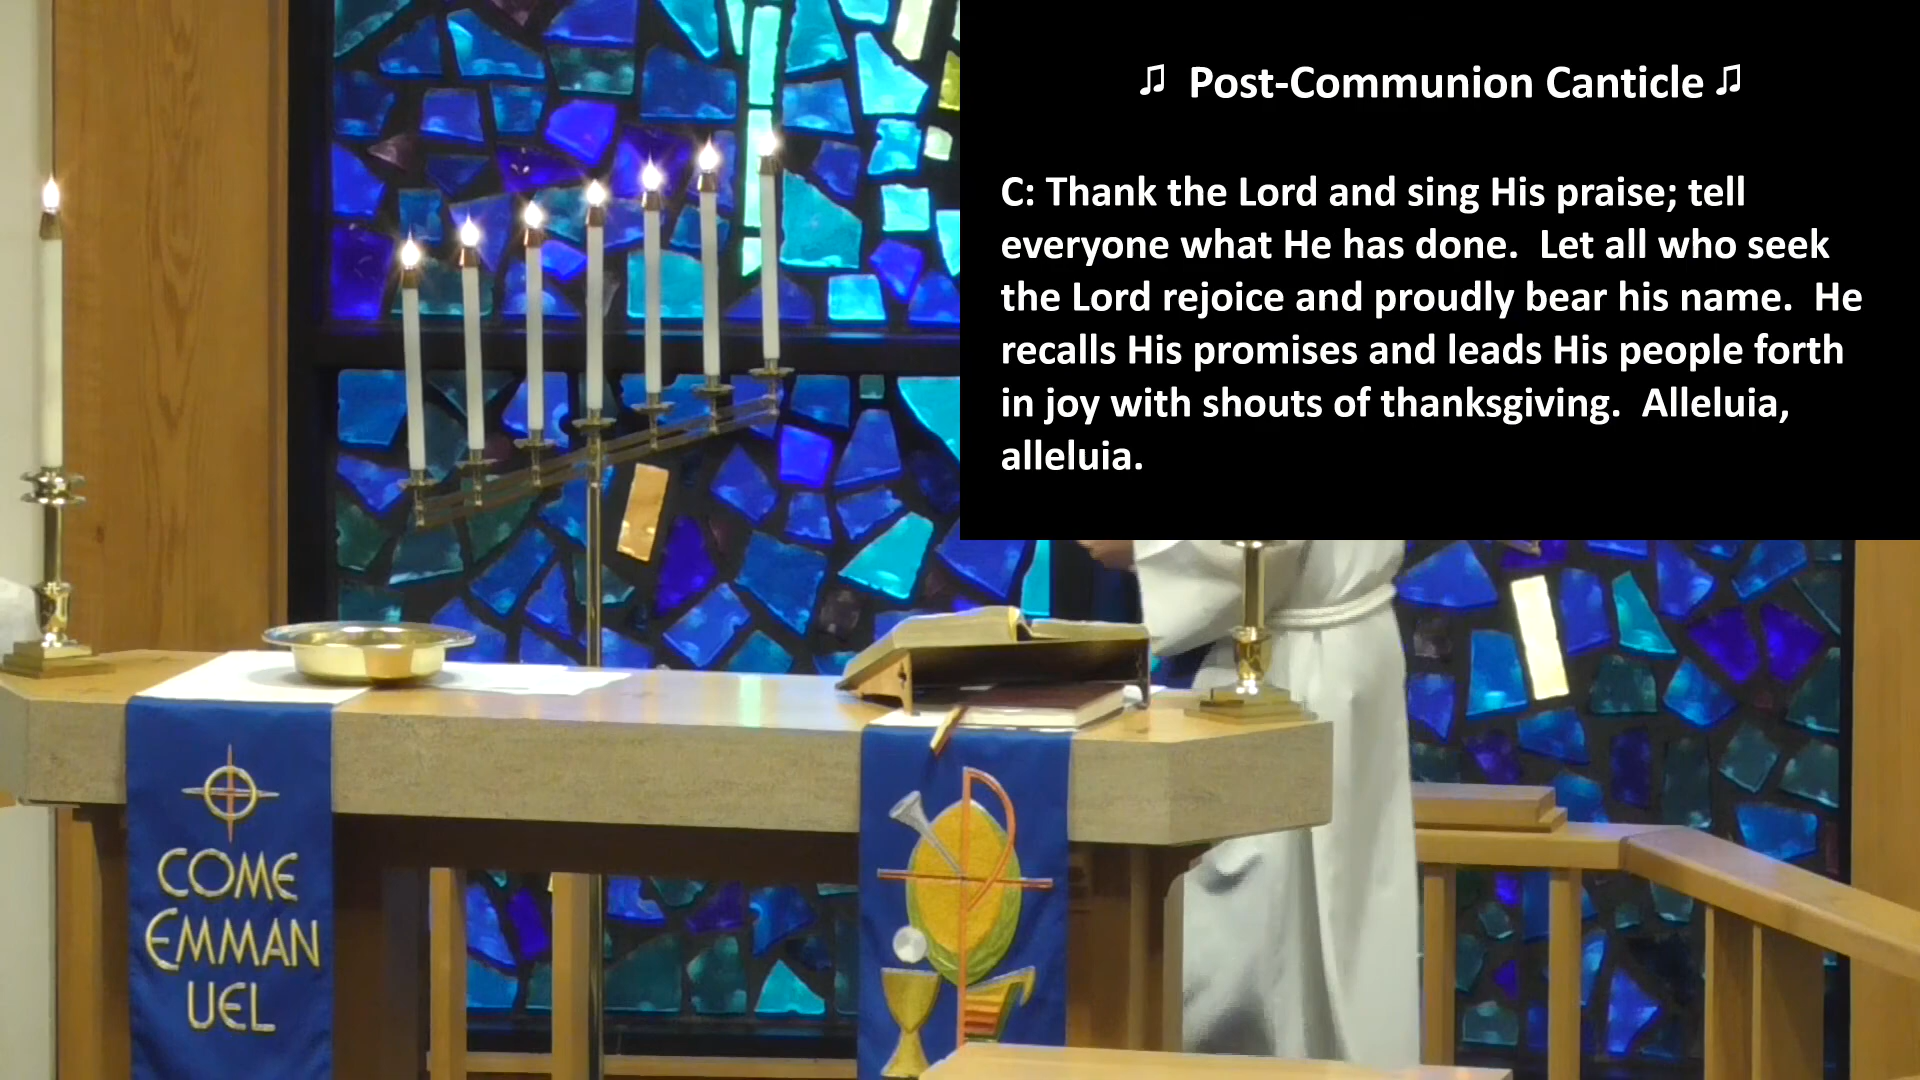 ♫ Post-Communion Canticle ♫
C: Thank the Lord and sing His praise; tell
everyone what He has done.  Let all who seek
the Lord rejoice and proudly bear his name.  He
recalls His promises and leads His people forth
in joy with shouts of thanksgiving.  Alleluia,
alleluia.
COME
EMMAN
UEL